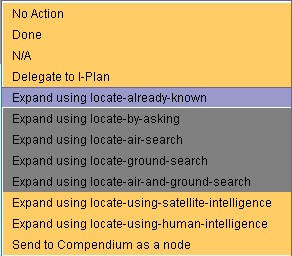 No Action
Done
N/A
Delegate to I-Plan
Expand using locate-already-known
Expand using locate-by-asking
Expand using locate-air-search
Expand using locate-ground-search
Expand using locate-air-and-ground-search
Expand using locate-using-satellite-intelligence
Expand using locate-using-human-intelligence
Send to Compendium as a node